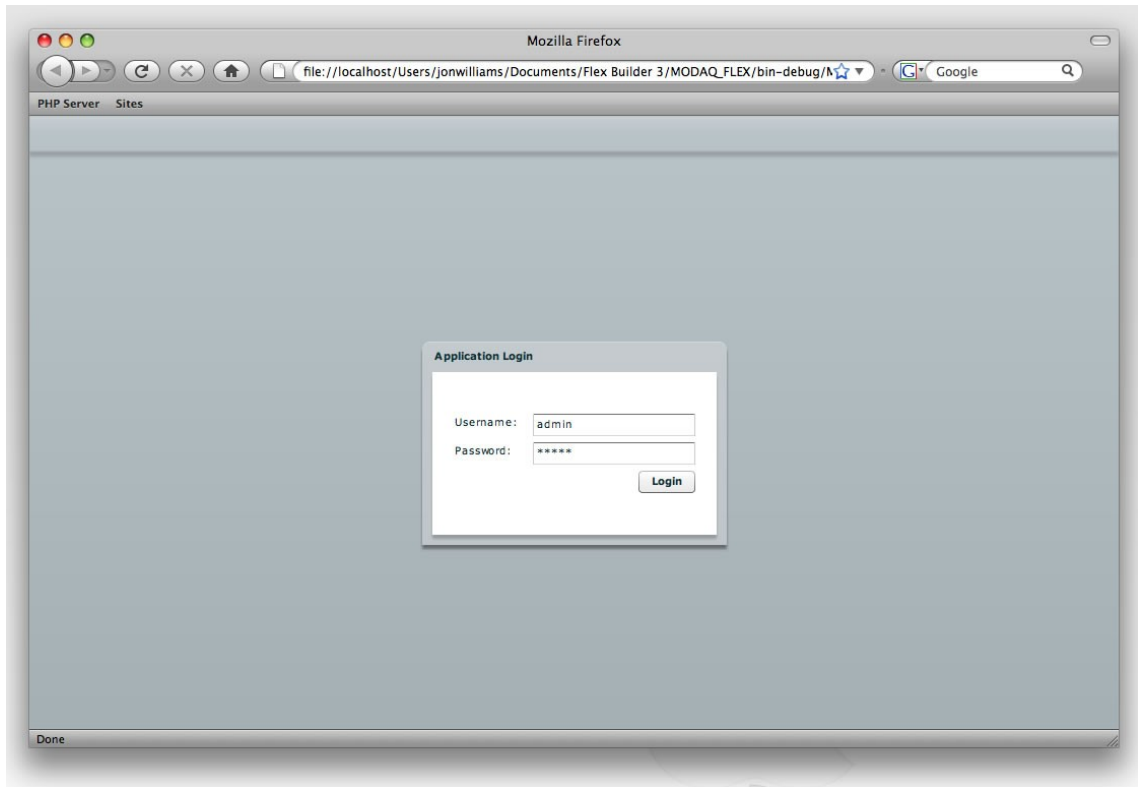 Mozilla Firefox
file://localhost/Users/jonwilliams/Documents/Flex Builder 3/MODAQ_FLEX/bin-debug/
G Google
PHP Server Sites
Application Login
Username: admin
Password: *****
Login
Done